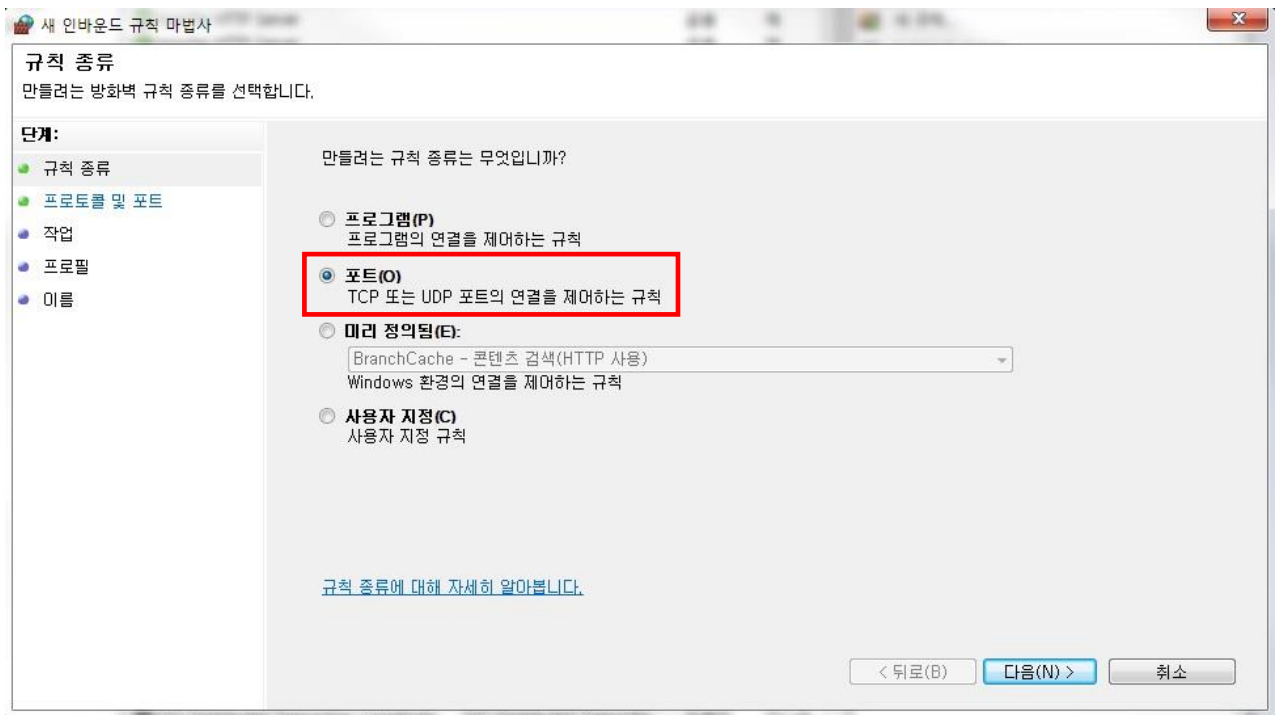 새 인바운드 규칙 마법사
규칙 종류
만들려는 방화벽 규칙 종류를 선택합니다.
단계:
규칙 종류
프로토콜 및 포트
작업
프로필
이름
만들려는 규칙 종류는 무엇입니까?
프로그램(P)
프로그램의 연결을 제어하는 규칙
포트(O)
TCP 또는 UDP 포트의 연결을 제어하는 규칙
미리 정의됨(E):
BranchCache - 콘텐츠 검색(HTTP 사용)
Windows 환경의 연결을 제어하는 규칙
사용자 지정(C)
사용자 지정 규칙
규칙 종류에 대해 자세히 알아봅니다.
< 뒤로(B) 다음(N) > 취소